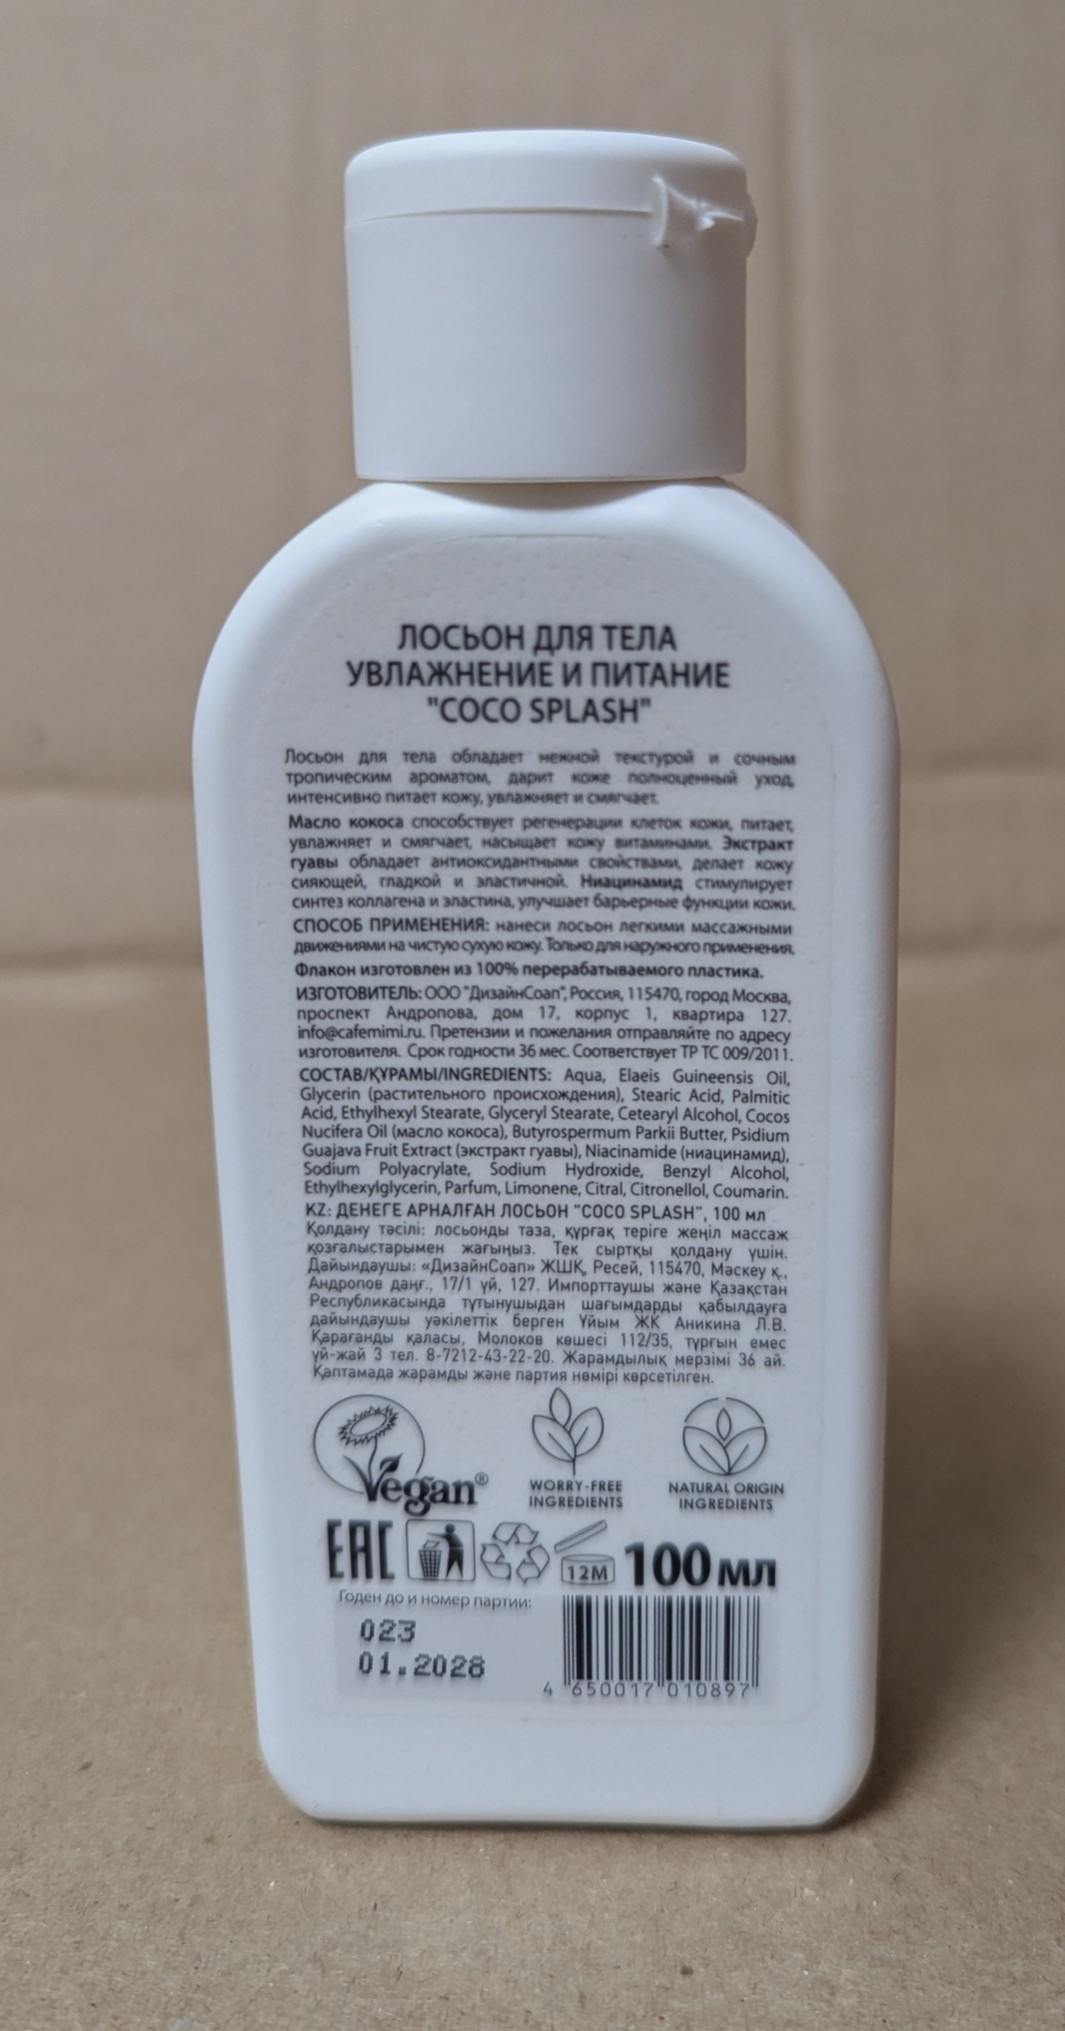 ЛОСЬОН ДЛЯ ТЕЛА
УВЛАЖНЕНИЕ И ПИТАНИЕ
"COCO SPLASH"
Лосьон для тела обладает нежной текстурой и сочным
тропическим ароматом, дарит коже полноценный уход,
интенсивно питает кожу, увлажняет и смягчает.
Масло кокоса способствует регенерации клеток кожи, питает,
увлажняет и смягчает, насыщает кожу витаминами. Экстракт
гуавы обладает антиоксидантными свойствами, делает кожу
сияющей, гладкой и эластичной. Ниацинамид стимулирует
синтез коллагена и эластина, улучшает барьерные функции кожи.
СПОСОБ ПРИМЕНЕНИЯ: нанеси лосьон легкими массажными
движениями на чистую сухую кожу. Только для наружного применения.
Флакон изготовлен из 100% перерабатываемого пластика.
ИЗГОТОВИТЕЛЬ: ООО "ДизайнСоап", Россия, 115470, город Москва,
проспект Андропова, дом 17, корпус 1, квартира 127.
info@cafemimi.ru. Претензии и пожелания отправляйте по адресу
изготовителя. Срок годности 36 мес. Соответствует ТР ТС 009/2011.
СОСТАВ/ҚҰРАМЫ/INGREDIENTS: Aqua, Elaeis Guineensis Oil,
Glycerin (растительного происхождения), Stearic Acid, Palmitic
Acid, Ethylhexyl Stearate, Glyceryl Stearate, Cetearyl Alcohol, Cocos
Nucifera Oil (масло кокоса), Butyrospermum Parkii Butter, Psidium
Guajava Fruit Extract (экстракт гуавы), Niacinamide (ниацинамид),
Sodium Polyacrylate, Sodium Hydroxide, Benzyl Alcohol,
Ethylhexylglycerin, Parfum, Limonene, Citral, Citronellol, Coumarin.
KZ: ДЕНЕГЕ АРНАЛҒАН ЛОСЬОН "COCO SPLASH", 100 мл
Қолдану тәсілі: лосьонды таза, құрғақ теріге жеңіл массаж
қозғалыстарымен жағыңыз. Тек сыртқы қолдану үшін.
Дайындаушы: «ДизайнСоап» ЖШҚ, Ресей, 115470, Мәскеу қ.,
Андропов даңғ., 17/1 үй, 127. Импорттаушы және Қазақстан
Республикасында тұтынушыдан шағымдарды қабылдауға
дайындаушы уәкілеттік берген Ұйым ЖК Аникина Л.В.
Қарағанды қаласы, Молоков көшесі 112/35, тұрғын емес
үй-жай 3 тел. 8-7212-43-22-20. Жарамдылық мерзімі 36 ай.
Қаптамада жарамды және партия нөмірі көрсетілген.
Vegan®
WORRY-FREE
INGREDIENTS
NATURAL ORIGIN
INGREDIENTS
EAC 12M 100 мл
Годен до и номер партии:
023
01.2028
4 650017 010897